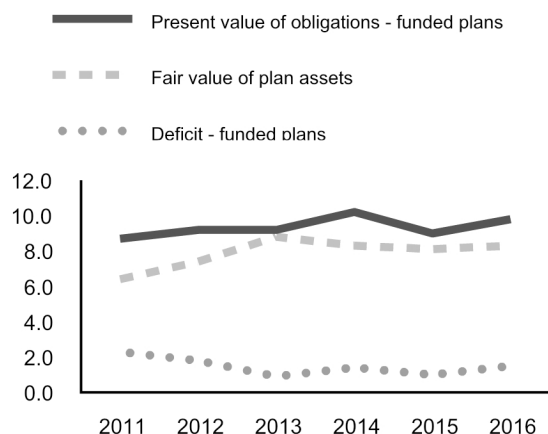 Present value of obligations - funded plans
Fair value of plan assets
Deficit - funded plans
12.0
10.0
8.0
6.0
4.0
2.0
0.0
2011 2012 2013 2014 2015 2016